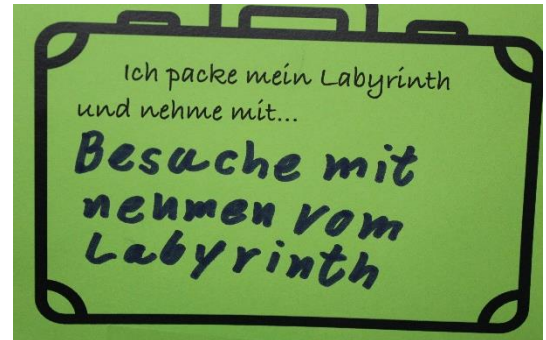 Ich packe mein Labyrinth
und nehme mit...
Besuche mit
nehmen vom
Labyrinth